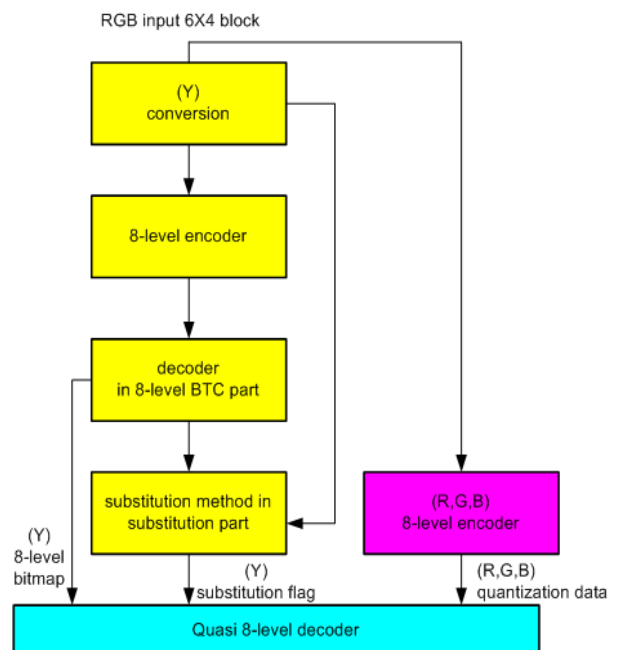 RGB input 6X4 block
(Y)
conversion
8-level encoder
decoder
in 8-level BTC part
substitution method in
substitution part
(R,G,B)
8-level encoder
(Y)
8-level
bitmap
(Y)
substitution flag
(R,G,B)
quantization data
Quasi 8-level decoder